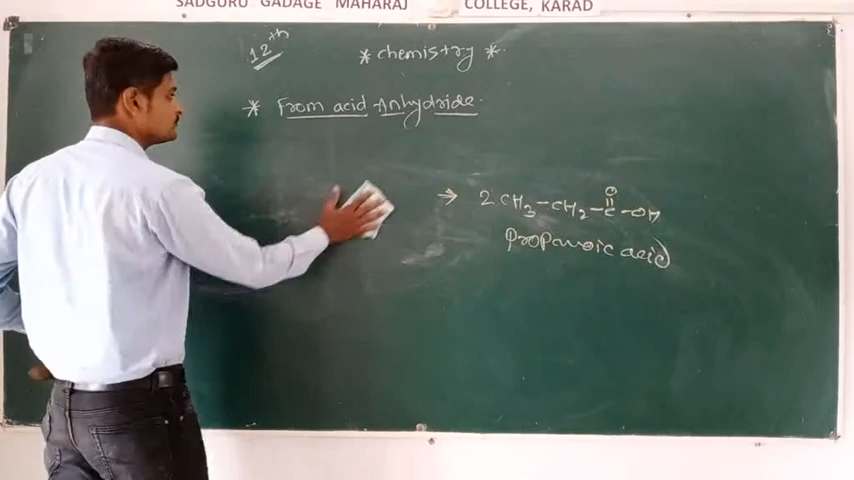 SADGURU GADAGE MAHARAJ COLLEGE, KARAD
12th * chemistry *
* From acid Anhydride.
→ 2 CH3-CH2-C(=O)-OH
Propanoic acid